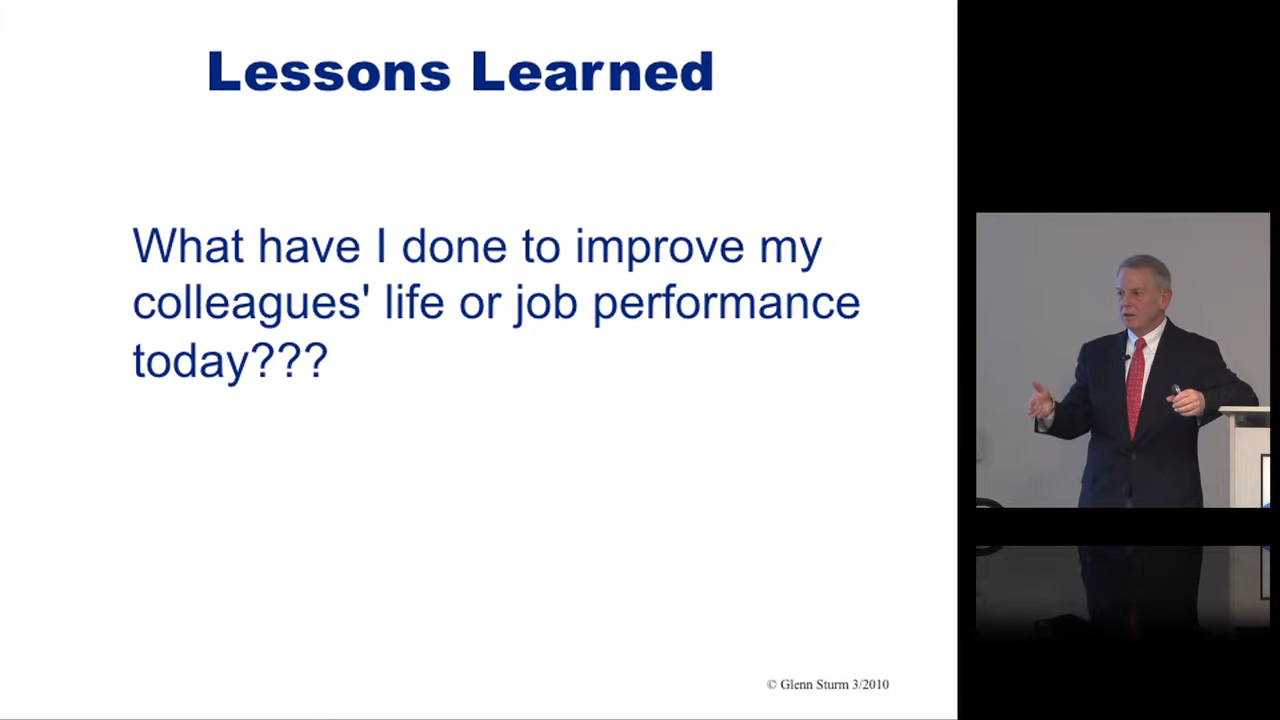 Lessons Learned
What have I done to improve my
colleagues' life or job performance
today???
© Glenn Sturm 3/2010